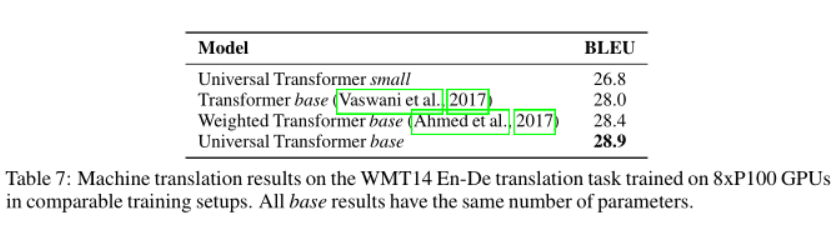 Model BLEU
Universal Transformer small 26.8
Transformer base (Vaswani et al., 2017) 28.0
Weighted Transformer base (Ahmed et al., 2017) 28.4
Universal Transformer base 28.9
Table 7: Machine translation results on the WMT14 En-De translation task trained on 8xP100 GPUs
in comparable training setups. All base results have the same number of parameters.